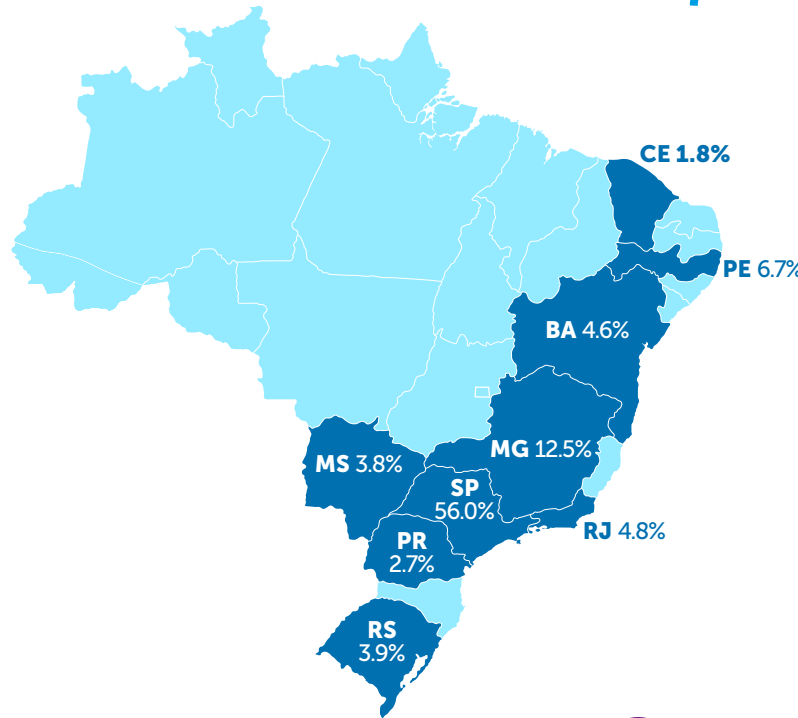 CE 1.8%
PE 6.7%
BA 4.6%
MG 12.5%
MS 3.8%
SP
56.0%
RJ 4.8%
PR
2.7%
RS
3.9%